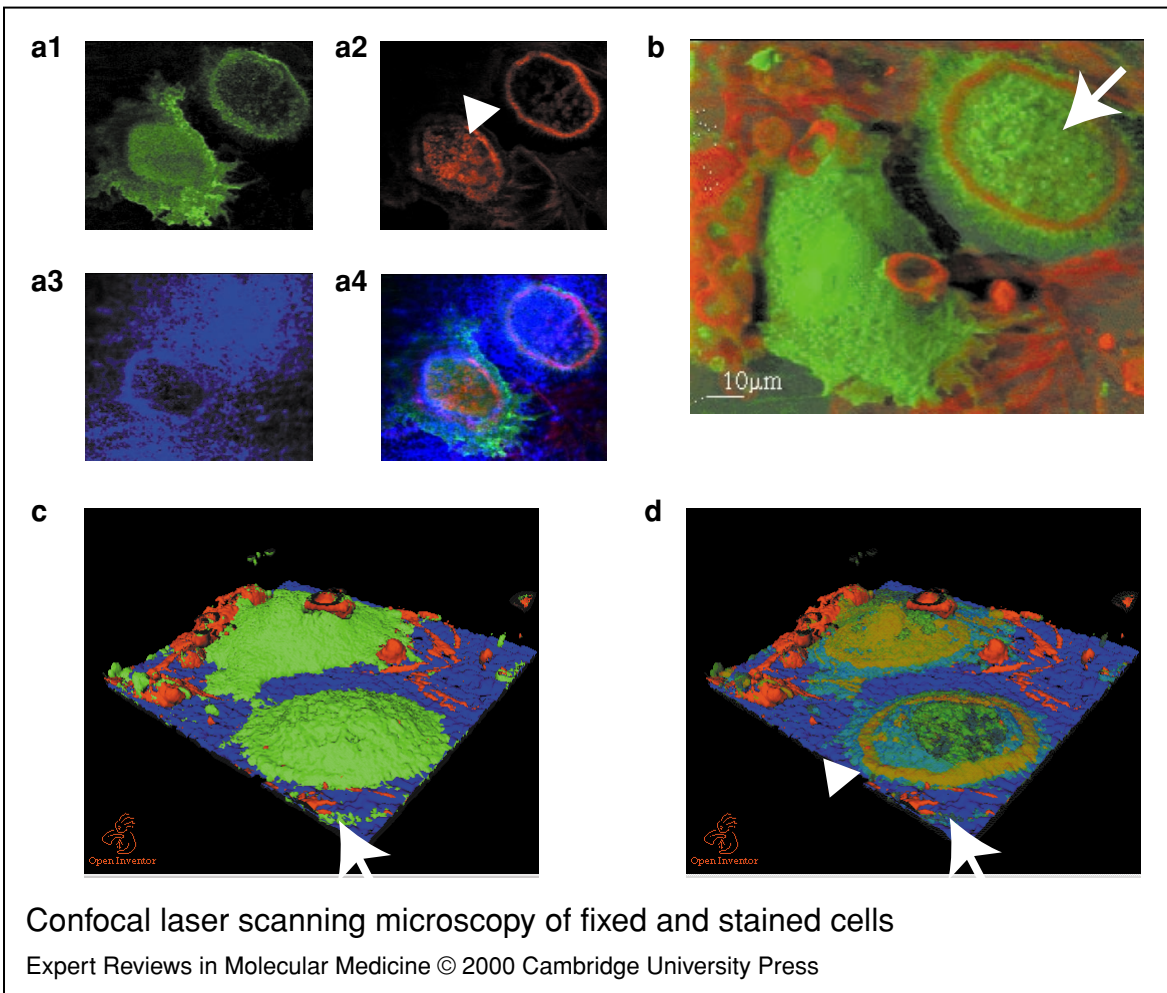 a1
a2
b
a3
a4
10µm
c
d
Open Inventor
Open Inventor
Confocal laser scanning microscopy of fixed and stained cells
Expert Reviews in Molecular Medicine © 2000 Cambridge University Press